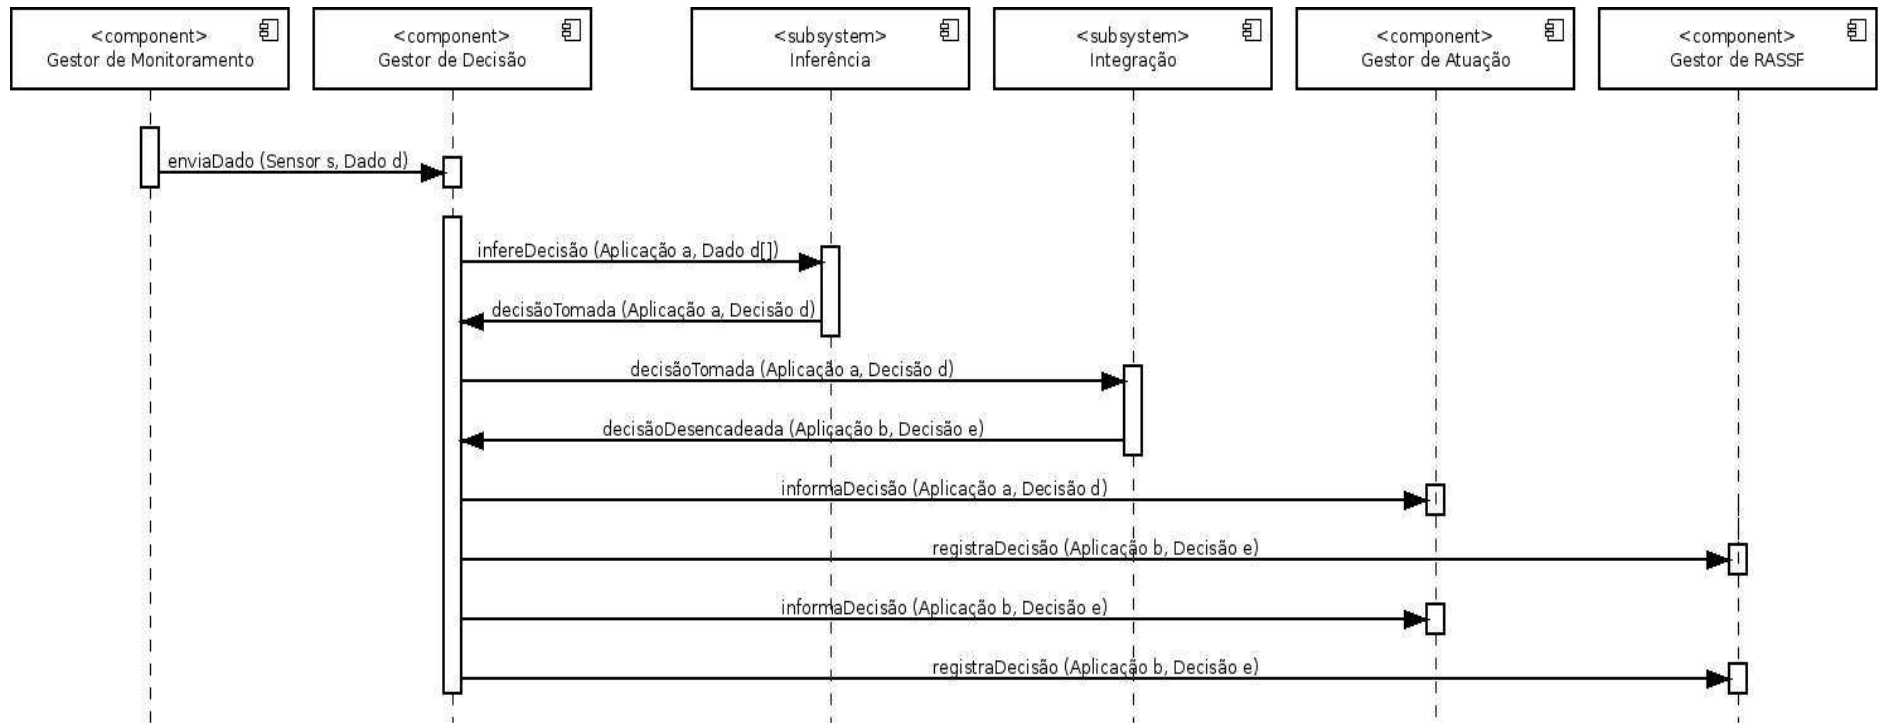 <component>
Gestor de Monitoramento
<component>
Gestor de Decisão
<subsystem>
Inferência
<subsystem>
Integração
<component>
Gestor de Atuação
<component>
Gestor de RASSF
enviaDado (Sensor s, Dado d)
infereDecisão (Aplicação a, Dado d[])
decisãoTomada (Aplicação a, Decisão d)
decisãoTomada (Aplicação a, Decisão d)
decisãoDesencadeada (Aplicação b, Decisão e)
informaDecisão (Aplicação a, Decisão d)
registraDecisão (Aplicação b, Decisão e)
informaDecisão (Aplicação b, Decisão e)
registraDecisão (Aplicação b, Decisão e)